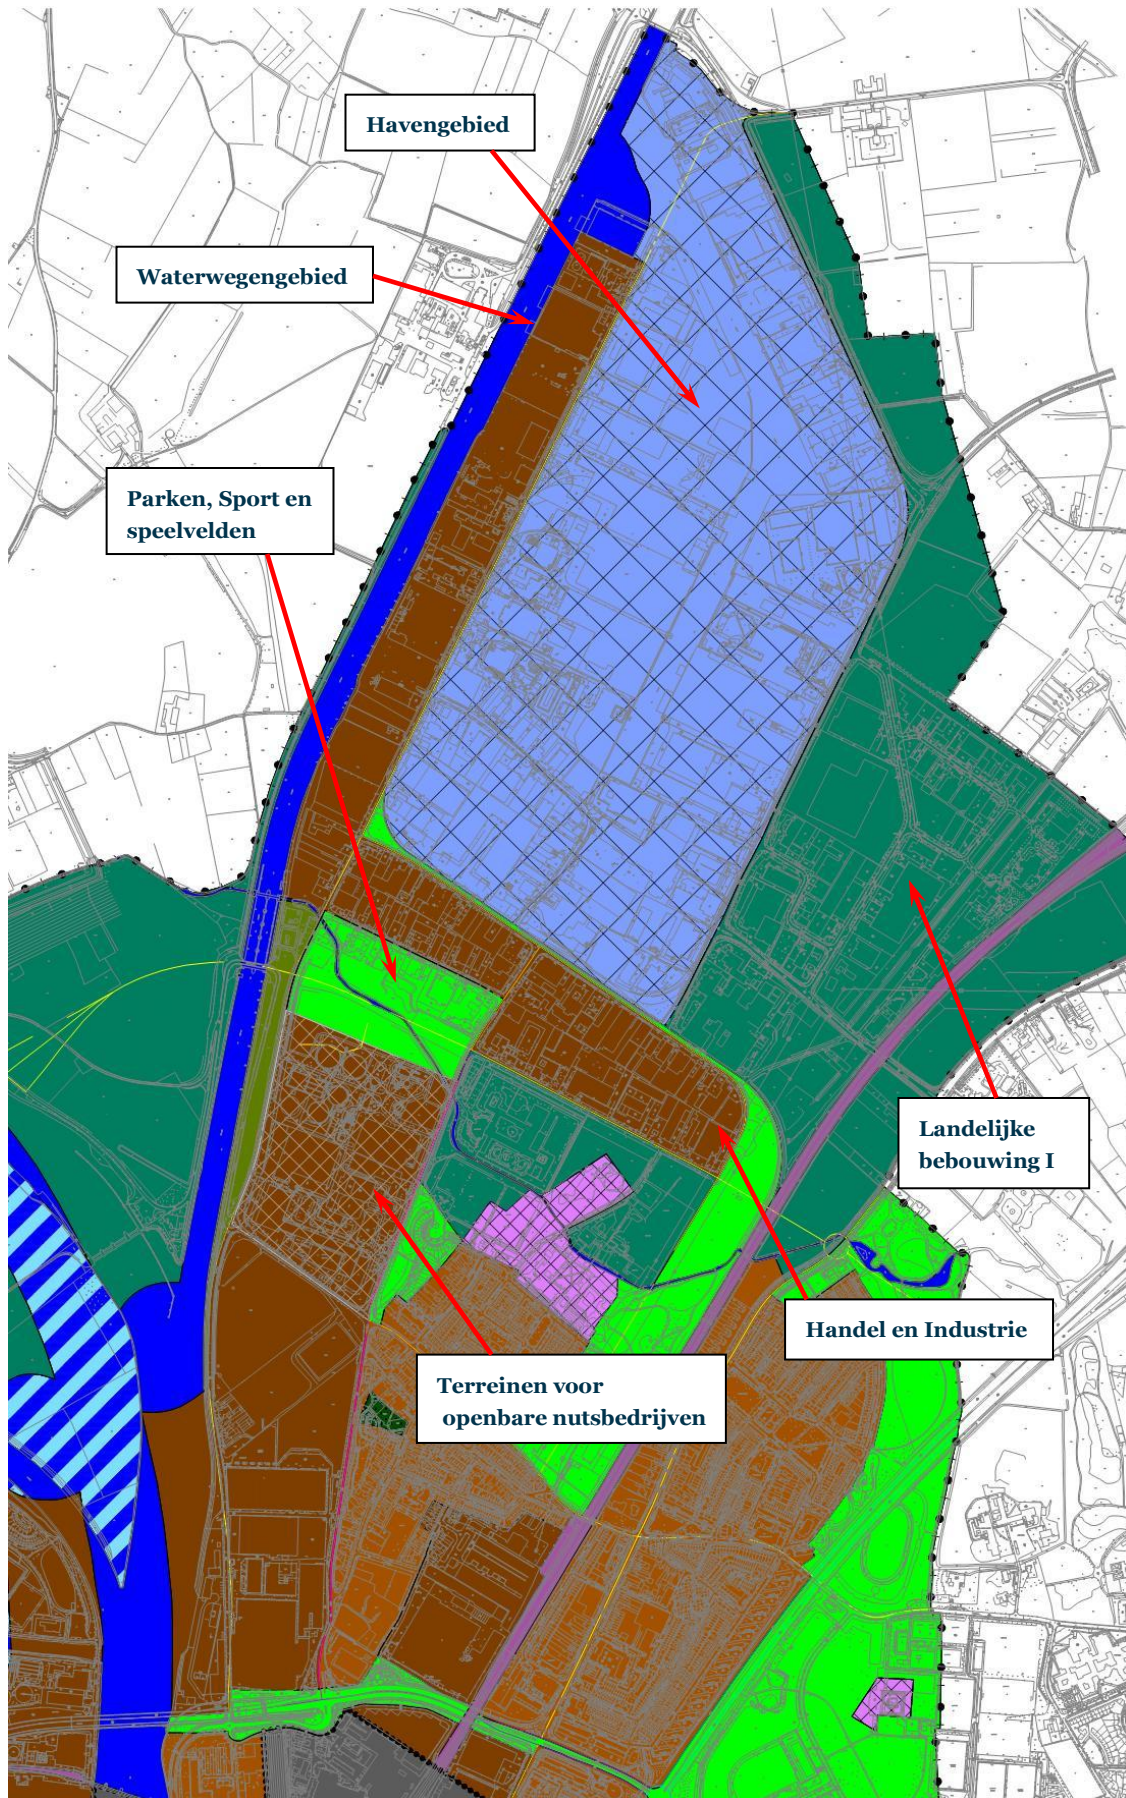 Havengebied
Waterwegengebied
Parken, Sport en
speelvelden
Landelijke
bebouwing I
Handel en Industrie
Terreinen voor
openbare nutsbedrijven